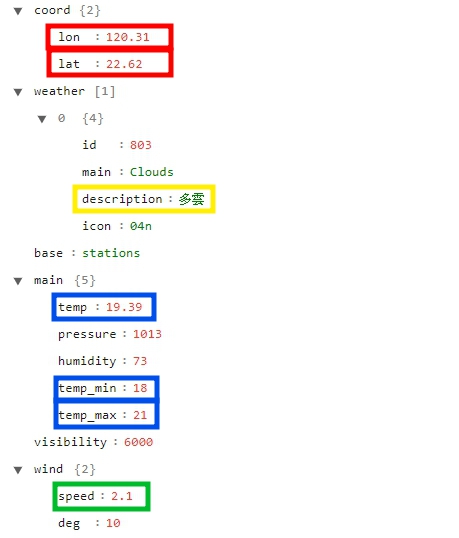 coord {2}
lon : 120.31
lat : 22.62
weather [1]
0 {4}
id : 803
main : Clouds
description : 多雲
icon : 04n
base : stations
main {5}
temp : 19.39
pressure : 1013
humidity : 73
temp_min : 18
temp_max : 21
visibility : 6000
wind {2}
speed : 2.1
deg : 10